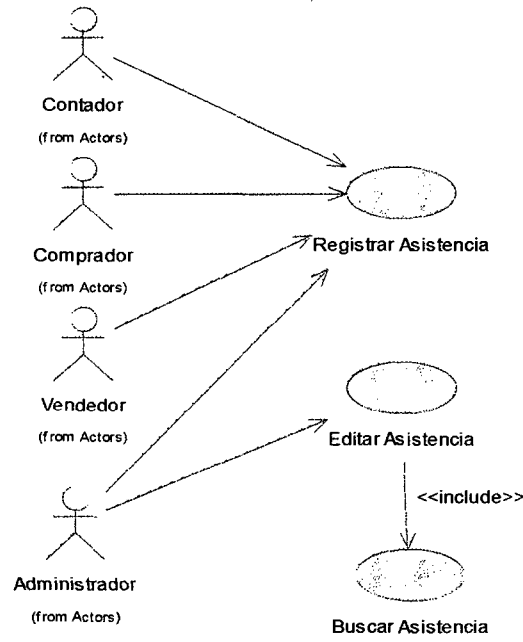 Contador
(from Actors)
Comprador
(from Actors)
Registrar Asistencia
Vendedor
(from Actors)
Editar Asistencia
<<include>>
Administrador
(from Actors)
Buscar Asistencia